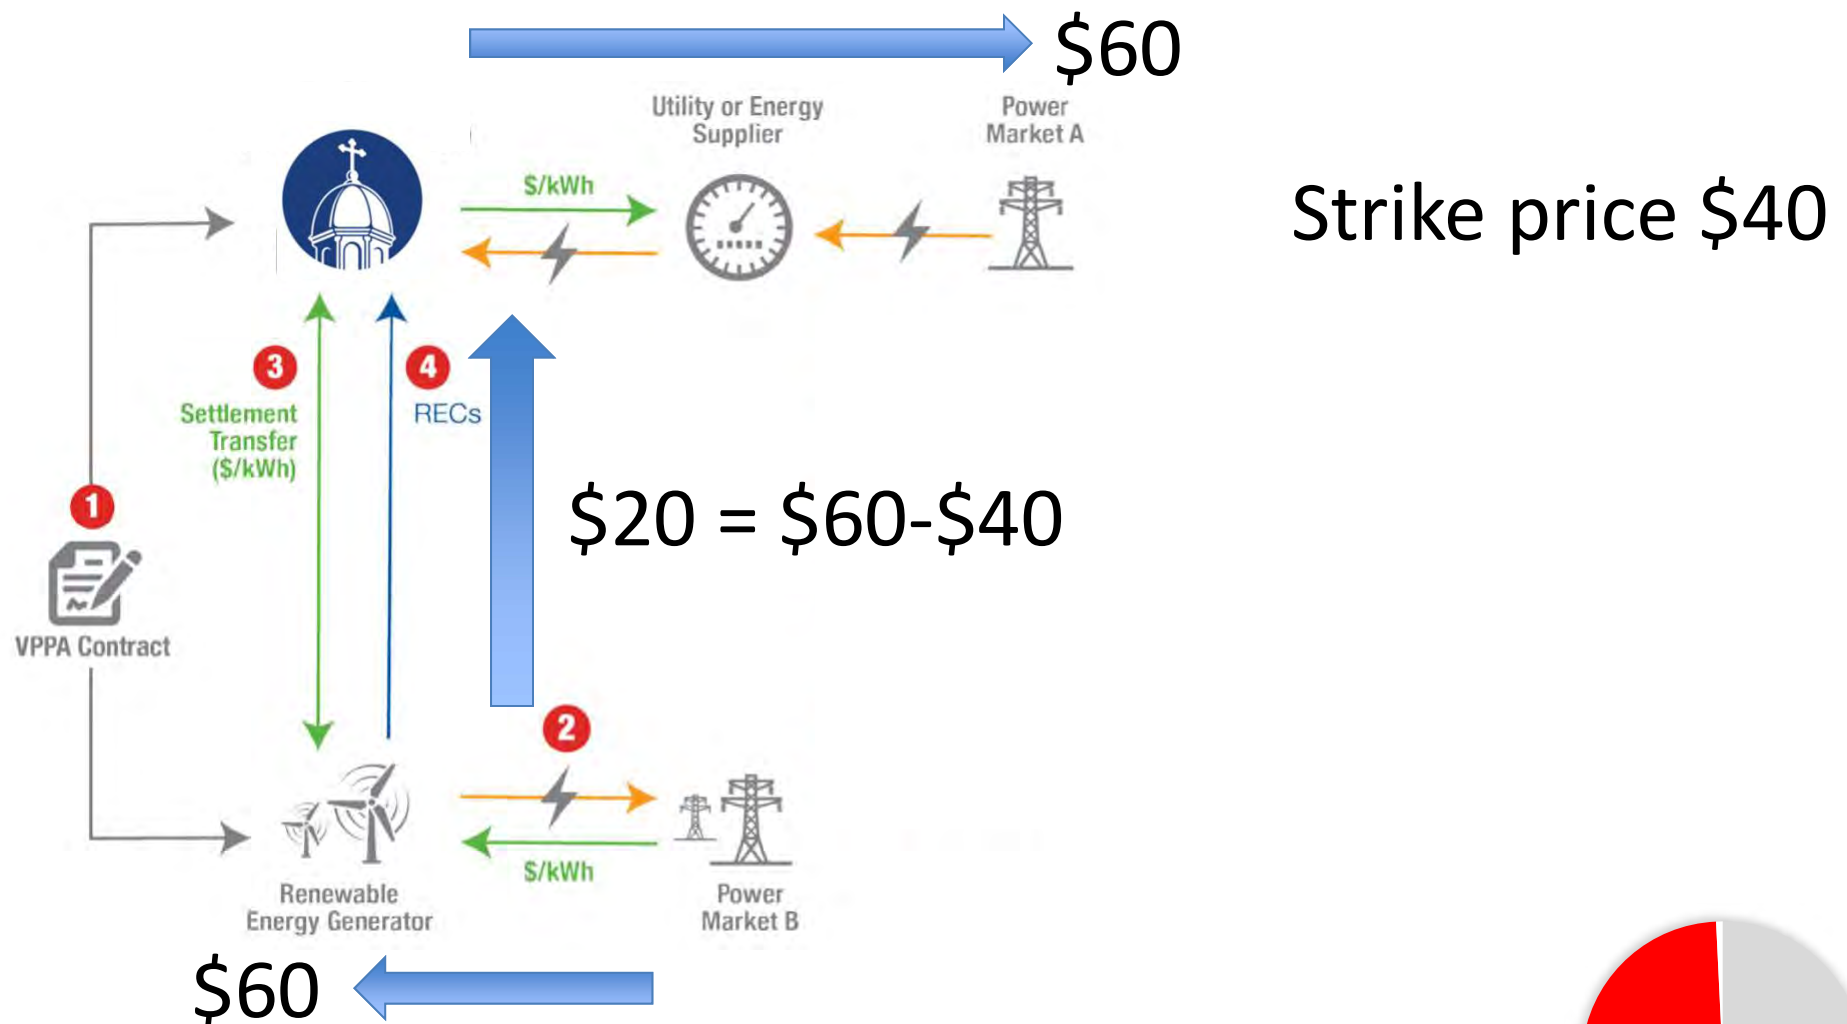 $60
Utility or Energy
Supplier
Power
Market A
$/kWh
Strike price $40
3
4
Settlement
Transfer
($/kWh)
RECs
1
$20 = $60-$40
VPPA Contract
2
$/kWh
Renewable
Energy Generator
Power
Market B
$60